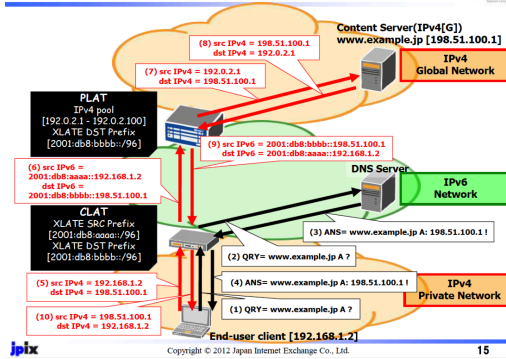 Content Server(IPv4[G])
www.example.jp [198.51.100.1]
(8) src IPv4 = 198.51.100.1
dst IPv4 = 192.0.2.1
IPv4
Global Network
(7) src IPv4 = 192.0.2.1
dst IPv4 = 198.51.100.1
PLAT
IPv4 pool
[192.0.2.1 - 192.0.2.100]
XLATE DST Prefix
[2001:db8:bbbb::/96]
(9) src IPv6 = 2001:db8:bbbb::198.51.100.1
dst IPv6 = 2001:db8:aaaa::192.168.1.2
(6) src IPv6 =
2001:db8:aaaa::192.168.1.2
dst IPv6 =
2001:db8:bbbb::198.51.100.1
DNS Server
IPv6
Network
CLAT
XLATE SRC Prefix
[2001:db8:aaaa::/96]
XLATE DST Prefix
[2001:db8:bbbb::/96]
(3) ANS= www.example.jp A: 198.51.100.1 !
(2) QRY= www.example.jp A ?
(5) src IPv4 = 192.168.1.2
dst IPv4 = 198.51.100.1
(4) ANS= www.example.jp A: 198.51.100.1 !
IPv4
Private Network
(10) src IPv4 = 198.51.100.1
dst IPv4 = 192.168.1.2
(1) QRY= www.example.jp A ?
End-user client [192.168.1.2]
jpix
Copyright © 2012 Japan Internet Exchange Co., Ltd.
15